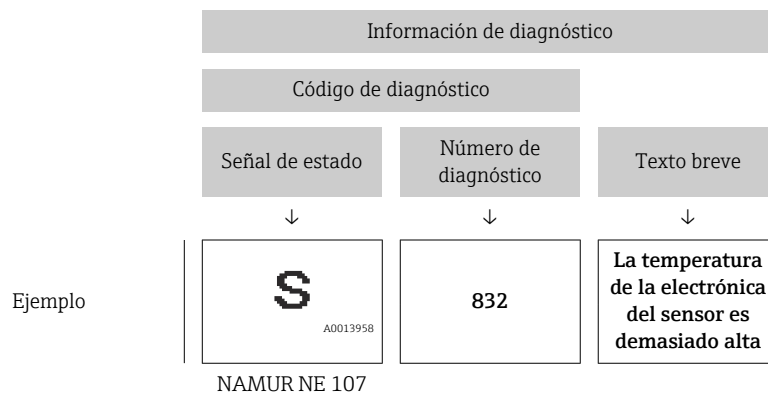 Información de diagnóstico
Código de diagnóstico
Señal de estado
Número de
diagnóstico
Texto breve
Ejemplo
S
A0013958
832
La temperatura
de la electrónica
del sensor es
demasiado alta
NAMUR NE 107